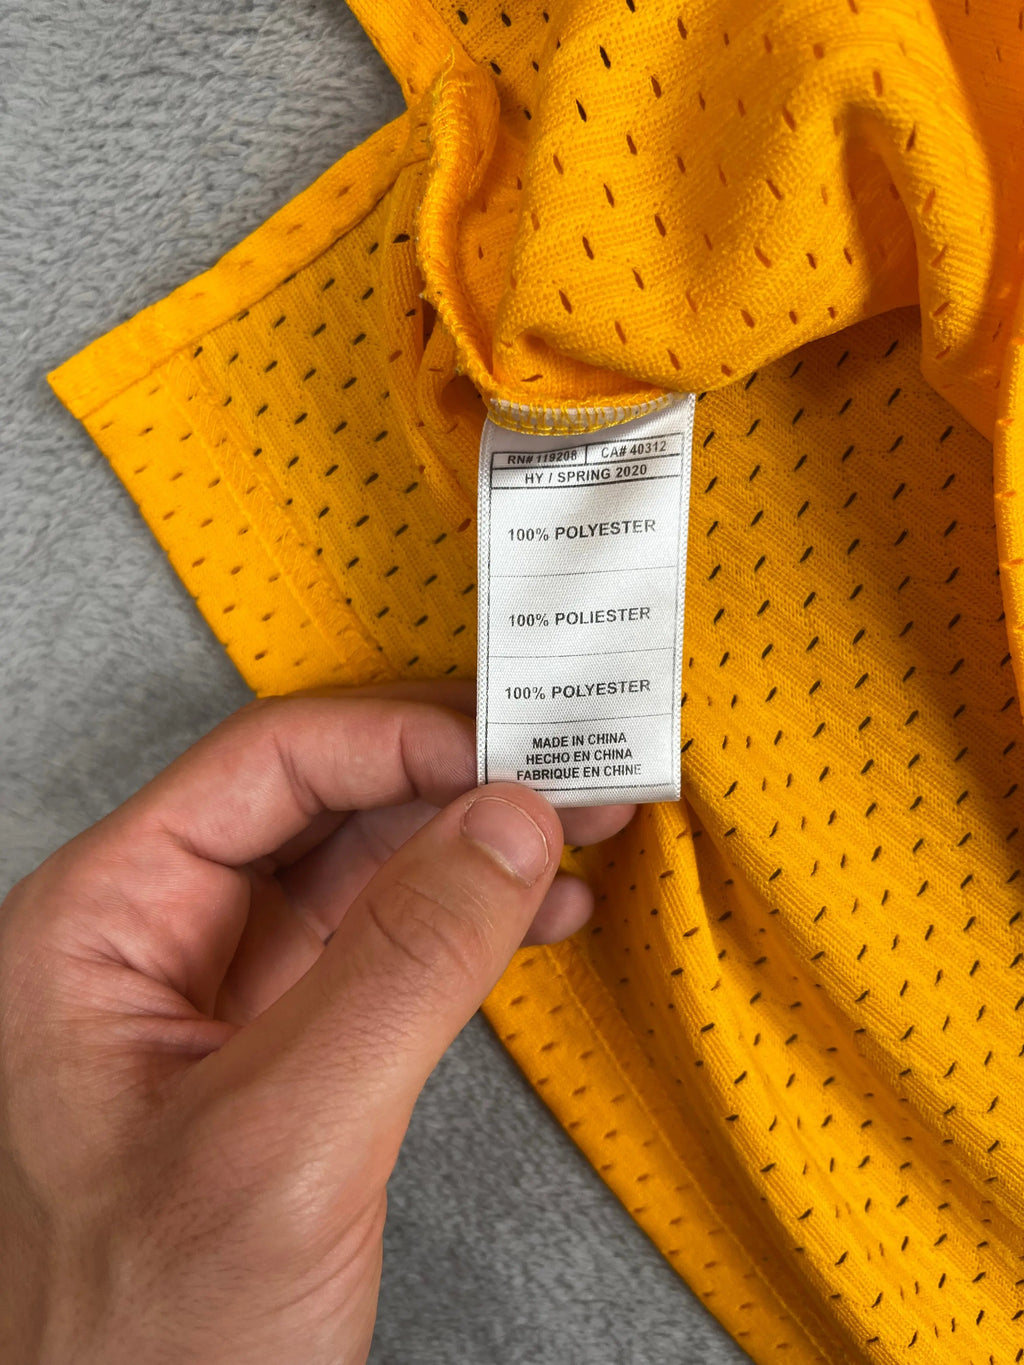 RN# 119208 CA# 40312
HY / SPRING 2020
100% POLYESTER
100% POLIESTER
100% POLYESTER
MADE IN CHINA
HECHO EN CHINA
FABRIQUE EN CHINE